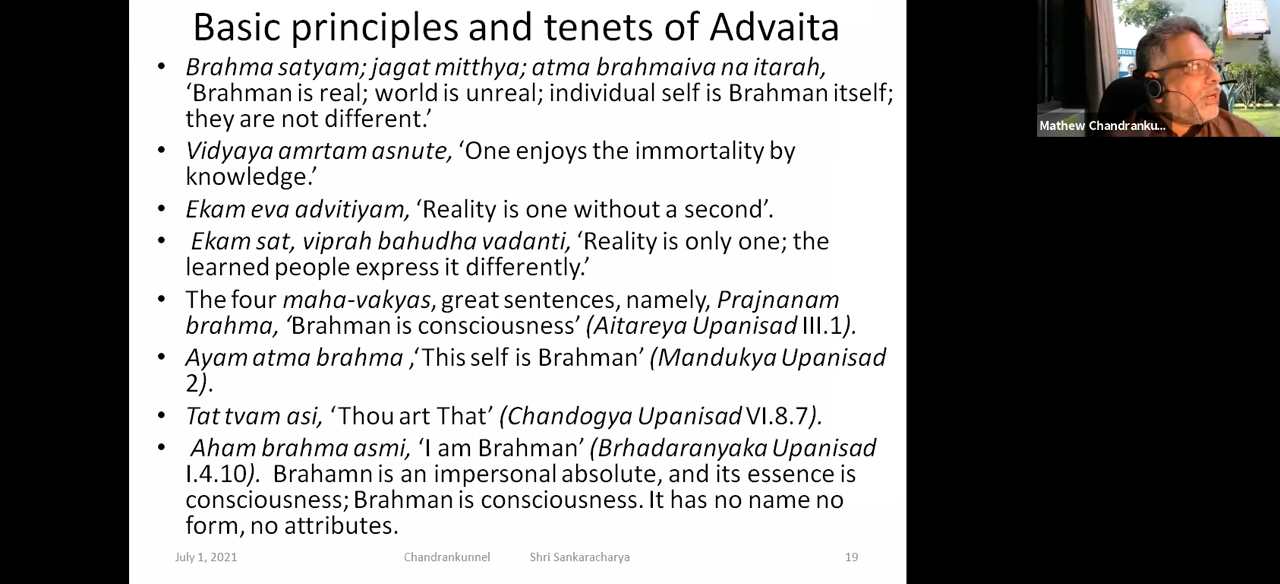 Basic principles and tenets of Advaita
• Brahma satyam; jagat mitthya; atma brahmaiva na itarah,
‘Brahman is real; world is unreal; individual self is Brahman itself;
they are not different.’
• Vidyaya amrtam asnute, ‘One enjoys the immortality by
knowledge.’
• Ekam eva advitiyam, ‘Reality is one without a second’.
• Ekam sat, viprah bahudha vadanti, ‘Reality is only one; the
learned people express it differently.’
• The four maha-vakyas, great sentences, namely, Prajnanam
brahma, ‘Brahman is consciousness’ (Aitareya Upanisad III.1).
• Ayam atma brahma ,‘This self is Brahman’ (Mandukya Upanisad
2).
• Tat tvam asi, ‘Thou art That’ (Chandogya Upanisad VI.8.7).
• Aham brahma asmi, ‘I am Brahman’ (Brhadaranyaka Upanisad
I.4.10). Brahamn is an impersonal absolute, and its essence is
consciousness; Brahman is consciousness. It has no name no
form, no attributes.
July 1, 2021 Chandrankunnel Shri Sankaracharya 19
Mathew Chandranku...